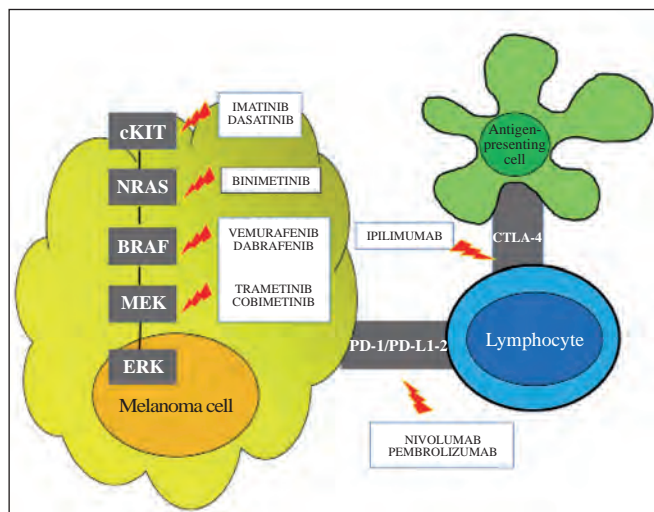 cKIT
IMATINIB
DASATINIB
NRAS
BINIMETINIB
BRAF
VEMURAFENIB
DABRAFENIB
MEK
TRAMETINIB
COBIMETINIB
ERK
Melanoma cell
Antigen-
presenting
cell
IPILIMUMAB
CTLA-4
PD-1/PD-L1-2
Lymphocyte
NIVOLUMAB
PEMBROLIZUMAB